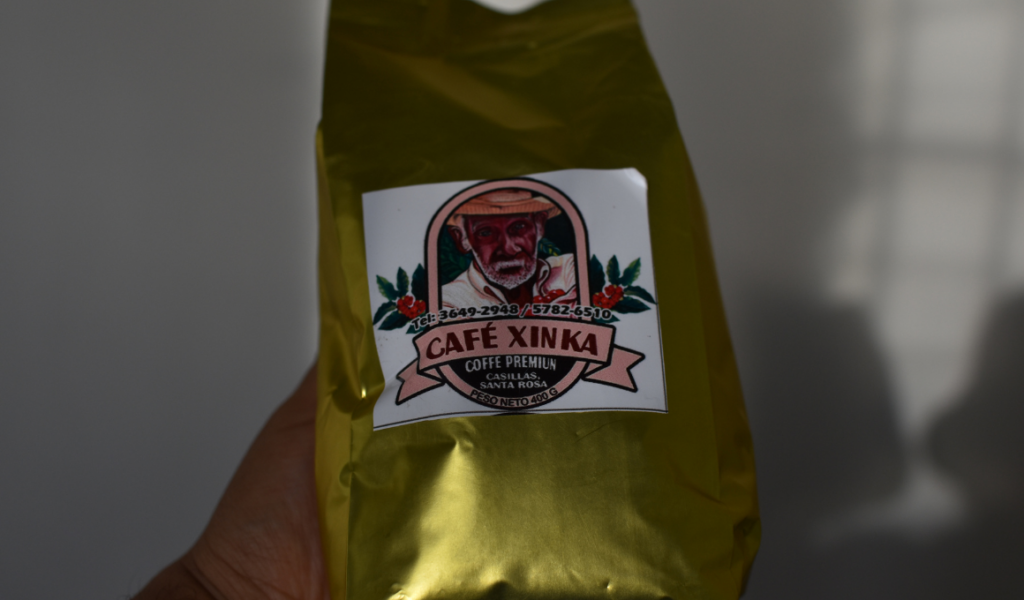 Tel: 3649-2948 / 5782-6510
CAFÉ XINKA
COFFE PREMIUN
CASILLAS,
SANTA ROSA
PESO NETO 400 G